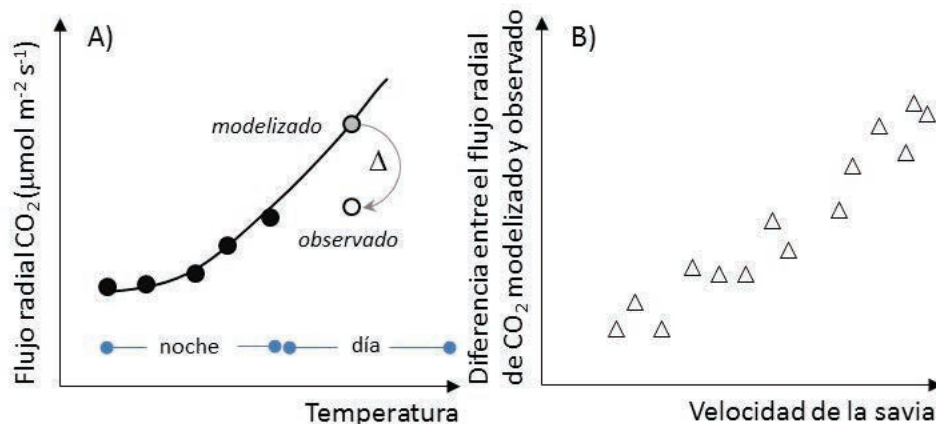 A)
Flujo radial CO₂ (μmol m⁻² s⁻¹)
modelizado
Δ
observado
noche
día
Temperatura
B)
Diferencia entre el flujo radial
de CO₂ modelizado y observado
Velocidad de la savia